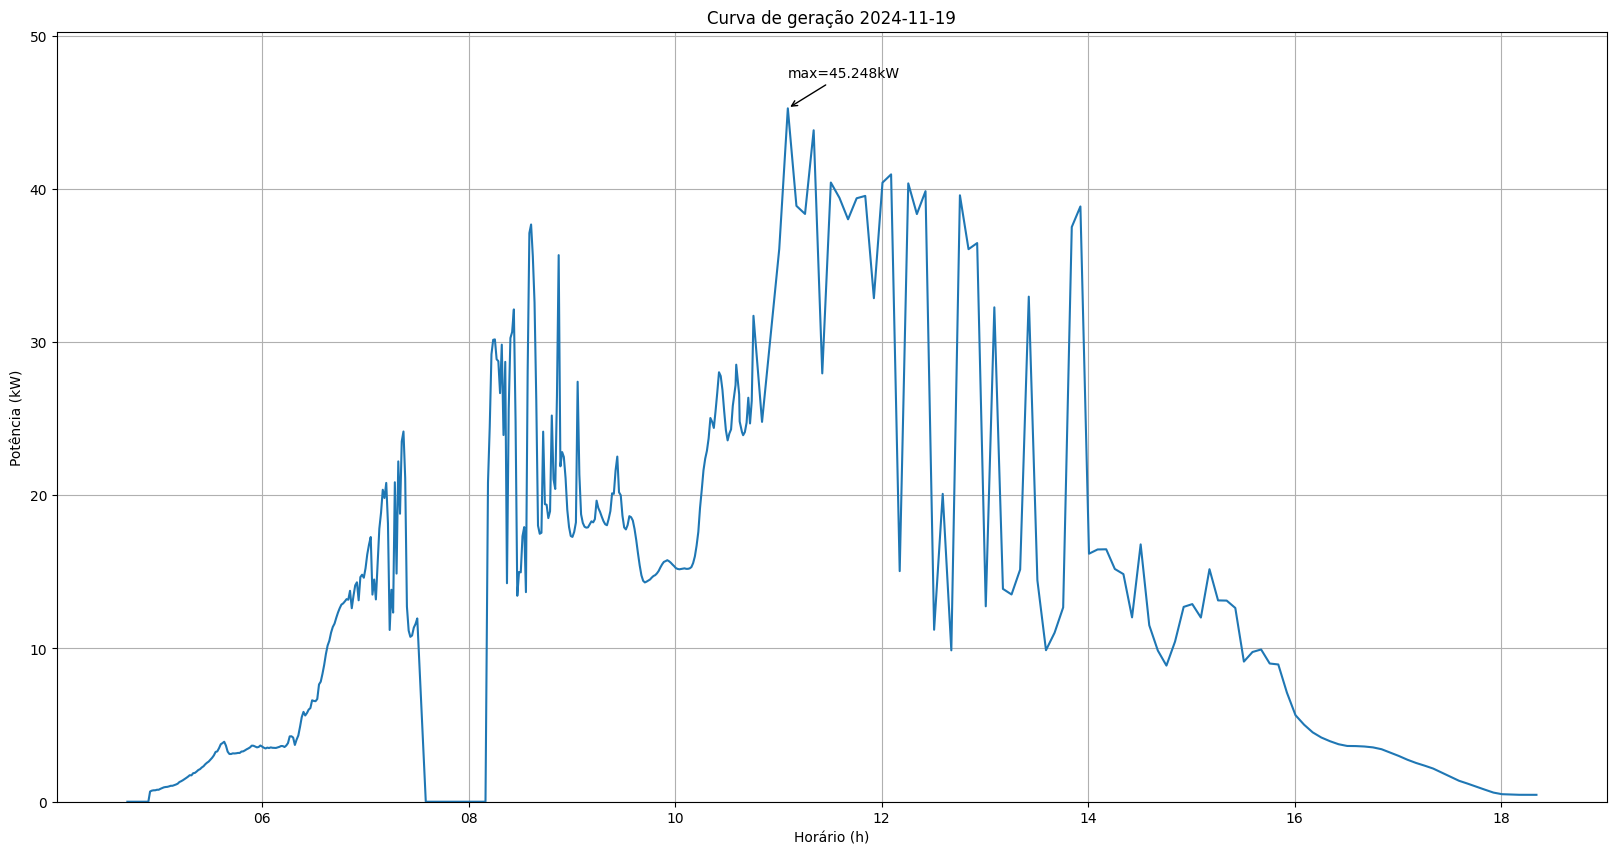 Curva de geração 2024-11-19
max=45.248kW
Potência (kW)
50
40
30
20
10
0
06 08 10 12 14 16 18
Horário (h)